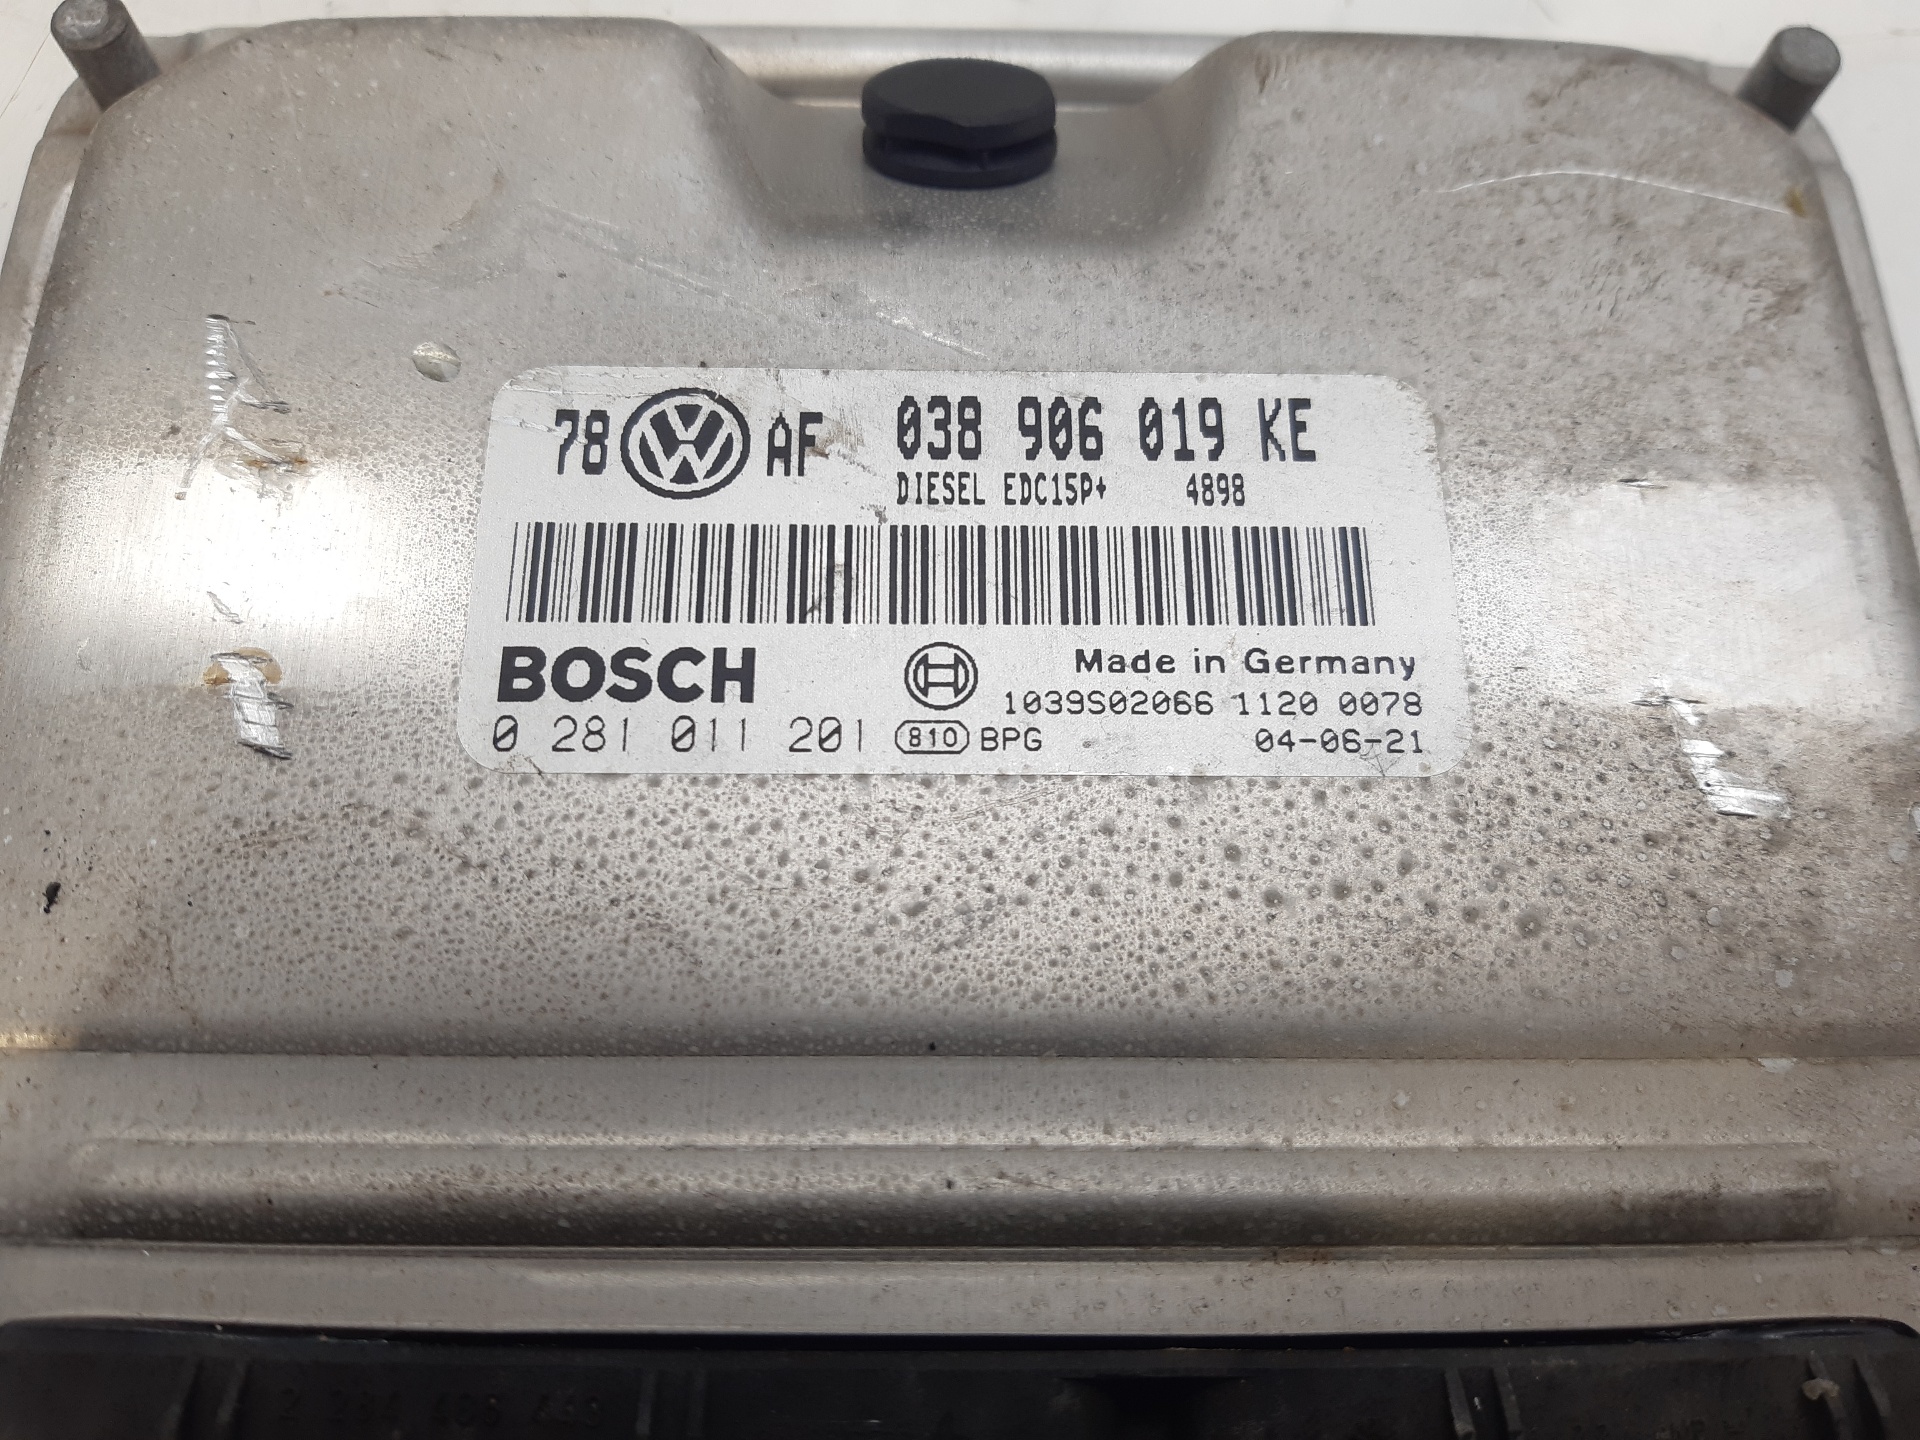 78 VW AF 038 906 019 KE
DIESEL EDC15P+ 4898
BOSCH
Made in Germany
1039S02066 1120 0078
0 281 011 201 810 BPG 04-06-21